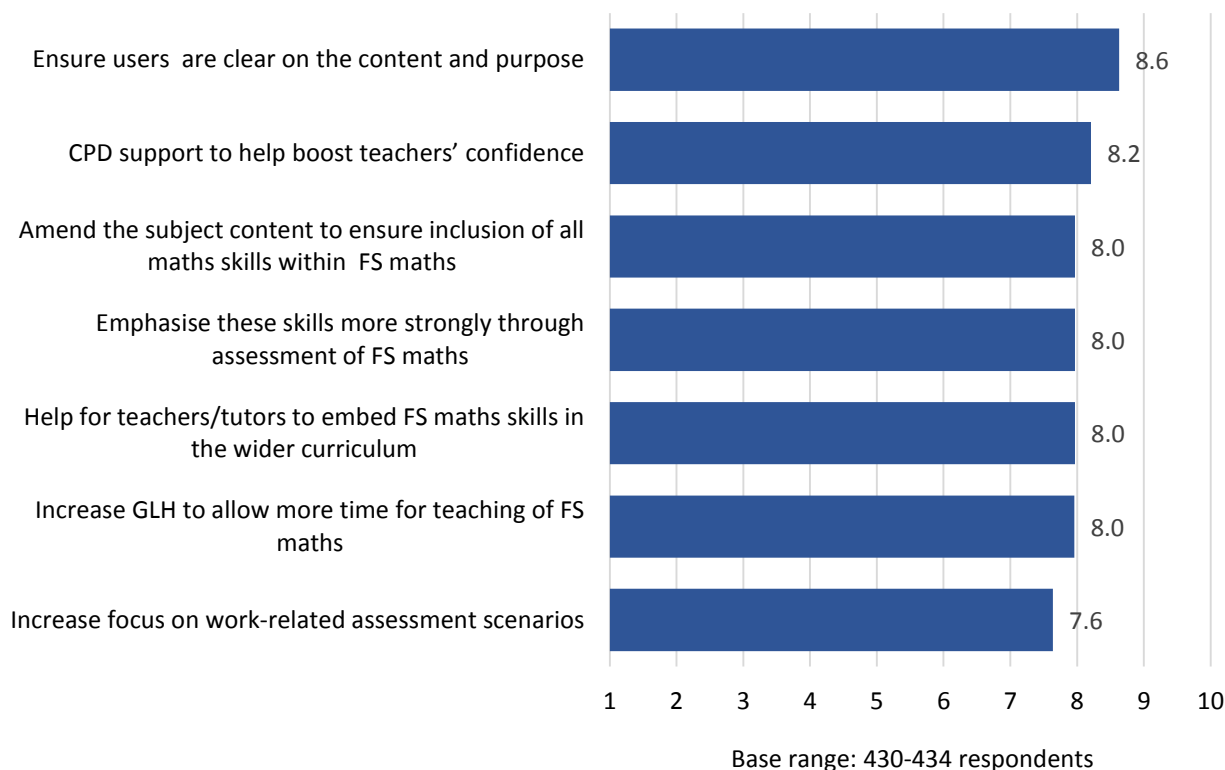 Ensure users are clear on the content and purpose
8.6
CPD support to help boost teachers’ confidence
8.2
Amend the subject content to ensure inclusion of all
maths skills within FS maths
8.0
Emphasise these skills more strongly through
assessment of FS maths
8.0
Help for teachers/tutors to embed FS maths skills in
the wider curriculum
8.0
Increase GLH to allow more time for teaching of FS
maths
8.0
Increase focus on work-related assessment scenarios
7.6
1 2 3 4 5 6 7 8 9 10
Base range: 430-434 respondents